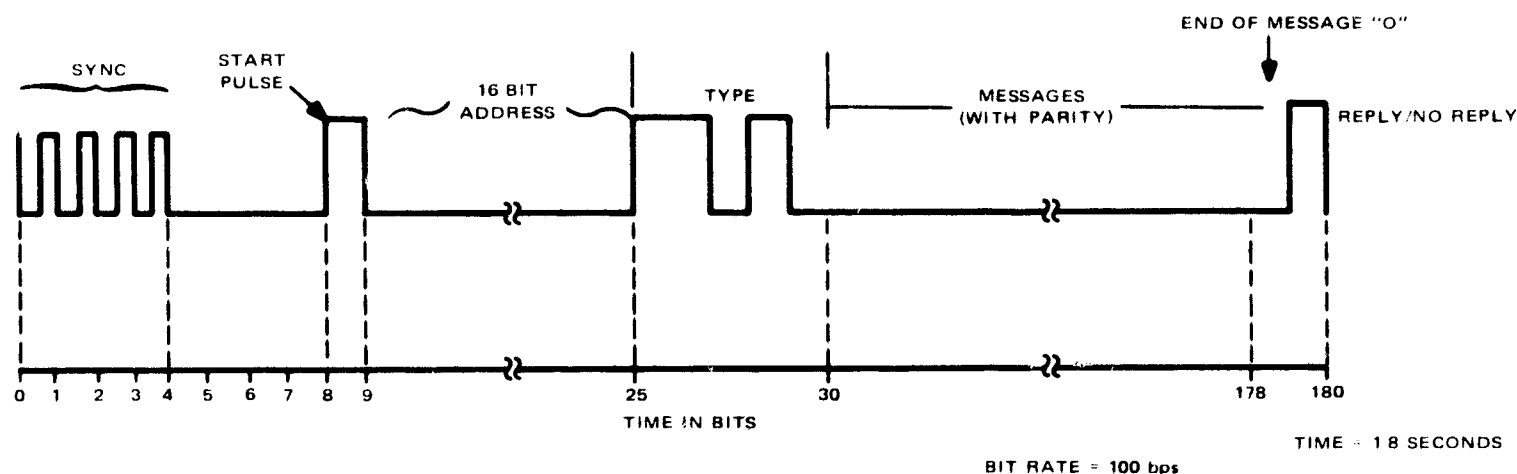 END OF MESSAGE "O"
SYNC
START
PULSE
16 BIT
ADDRESS
TYPE
MESSAGES
(WITH PARITY)
REPLY/NO REPLY
0 1 2 3 4 5 6 7 8 9 25 30 178 180
TIME IN BITS
TIME = 1 8 SECONDS
BIT RATE = 100 bps